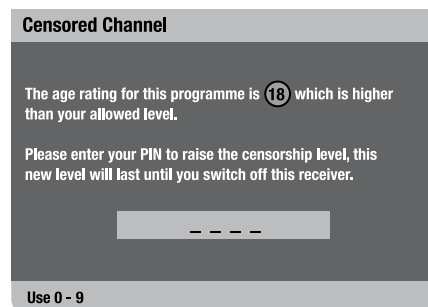 Censored Channel
The age rating for this programme is 18 which is higher
than your allowed level.
Please enter your PIN to raise the censorship level, this
new level will last until you switch off this receiver.
_ _ _ _
Use 0 - 9